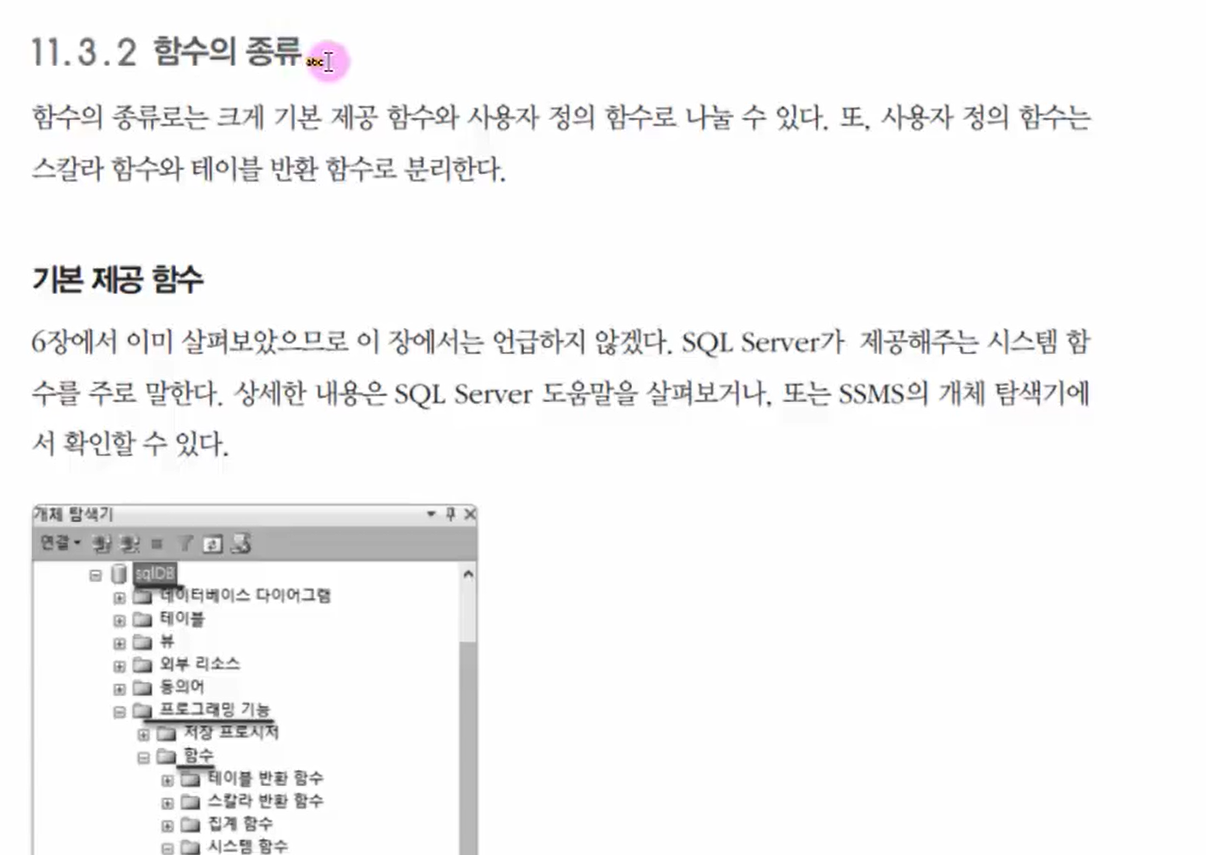 11.3.2 함수의 종류
abc
함수의 종류로는 크게 기본 제공 함수와 사용자 정의 함수로 나눌 수 있다. 또, 사용자 정의 함수는
스칼라 함수와 테이블 반환 함수로 분리한다.
기본 제공 함수
6장에서 이미 살펴보았으므로 이 장에서는 언급하지 않겠다. SQL Server가 제공해주는 시스템 함
수를 주로 말한다. 상세한 내용은 SQL Server 도움말을 살펴보거나, 또는 SSMS의 개체 탐색기에
서 확인할 수 있다.
개체 탐색기
연결
sqlDB
데이터베이스 다이어그램
테이블
뷰
외부 리소스
동의어
프로그래밍 기능
저장 프로시저
함수
테이블 반환 함수
스칼라 반환 함수
집계 함수
시스템 함수